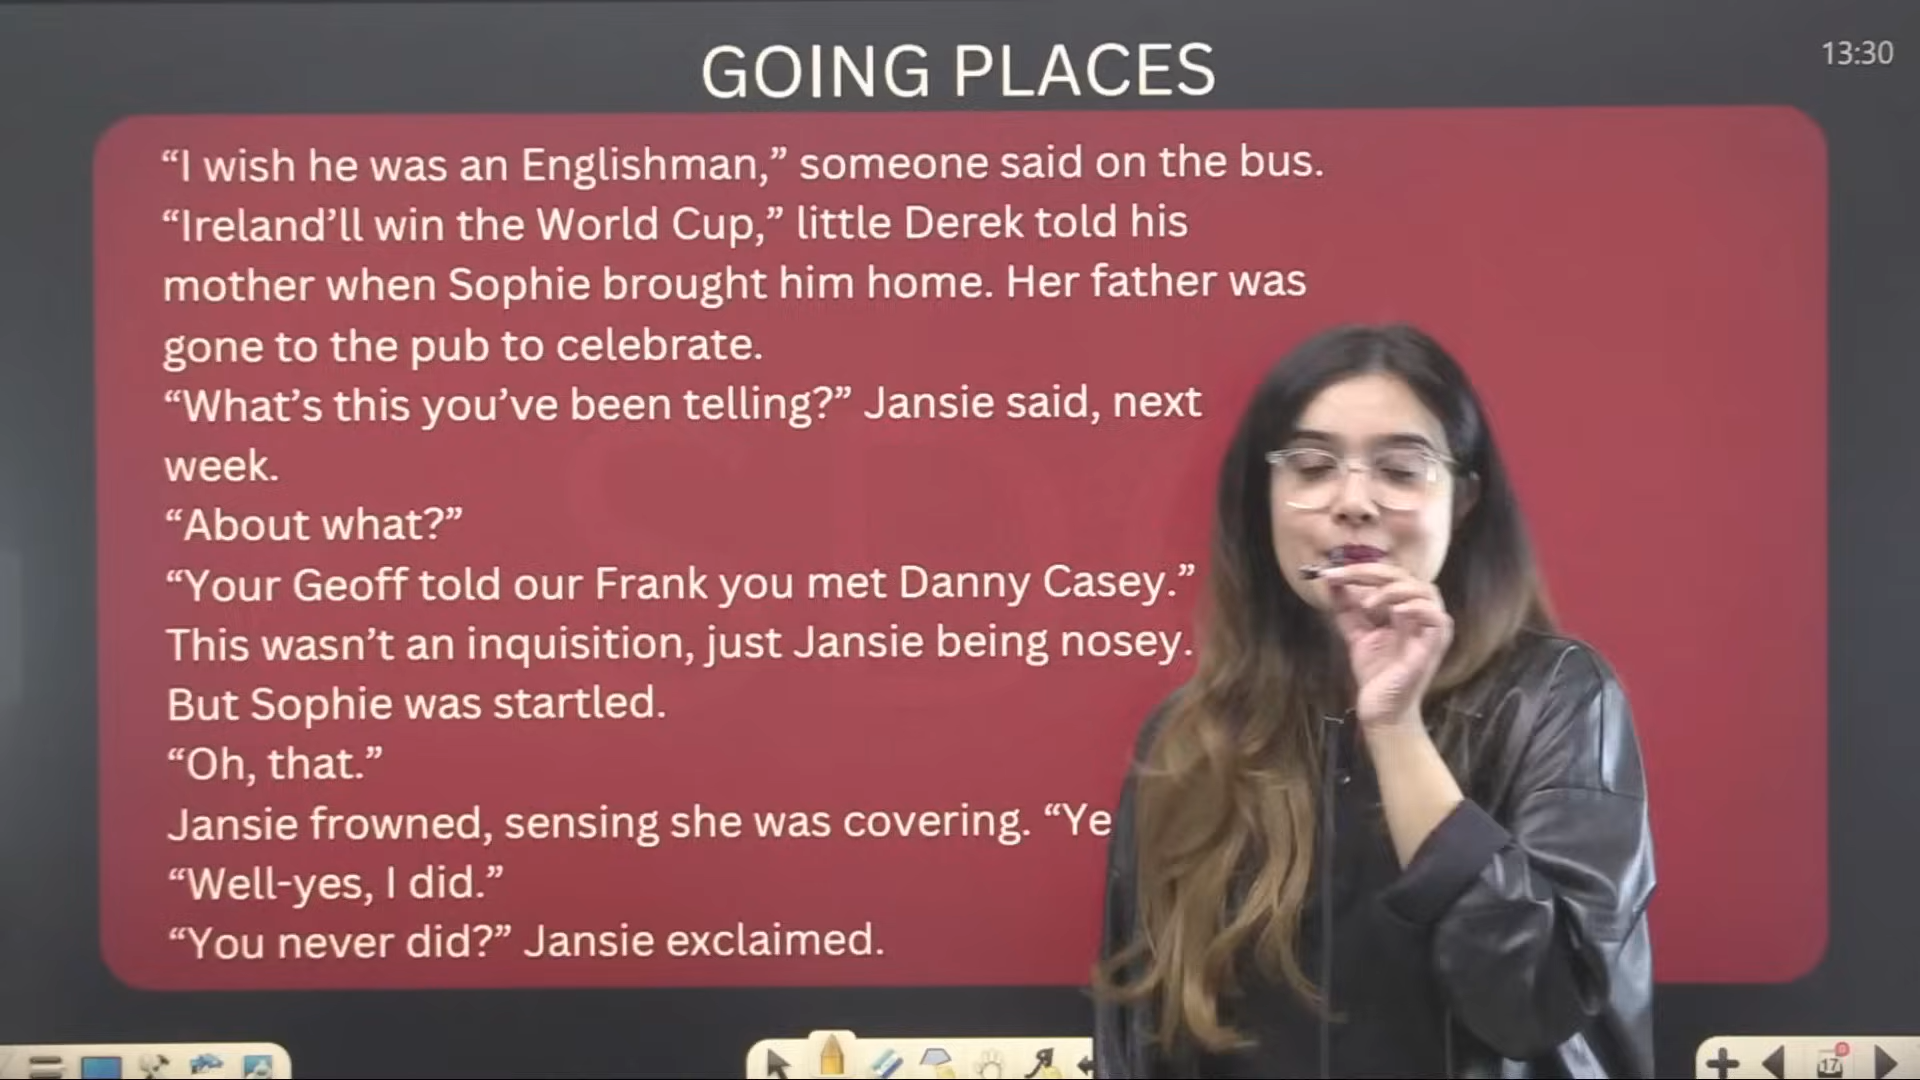 GOING PLACES
13:30
“I wish he was an Englishman,” someone said on the bus.
“Ireland’ll win the World Cup,” little Derek told his
mother when Sophie brought him home. Her father was
gone to the pub to celebrate.
“What’s this you’ve been telling?” Jansie said, next
week.
“About what?”
“Your Geoff told our Frank you met Danny Casey.”
This wasn’t an inquisition, just Jansie being nosey.
But Sophie was startled.
“Oh, that.”
Jansie frowned, sensing she was covering. “Ye
“Well-yes, I did.”
“You never did?” Jansie exclaimed.
17